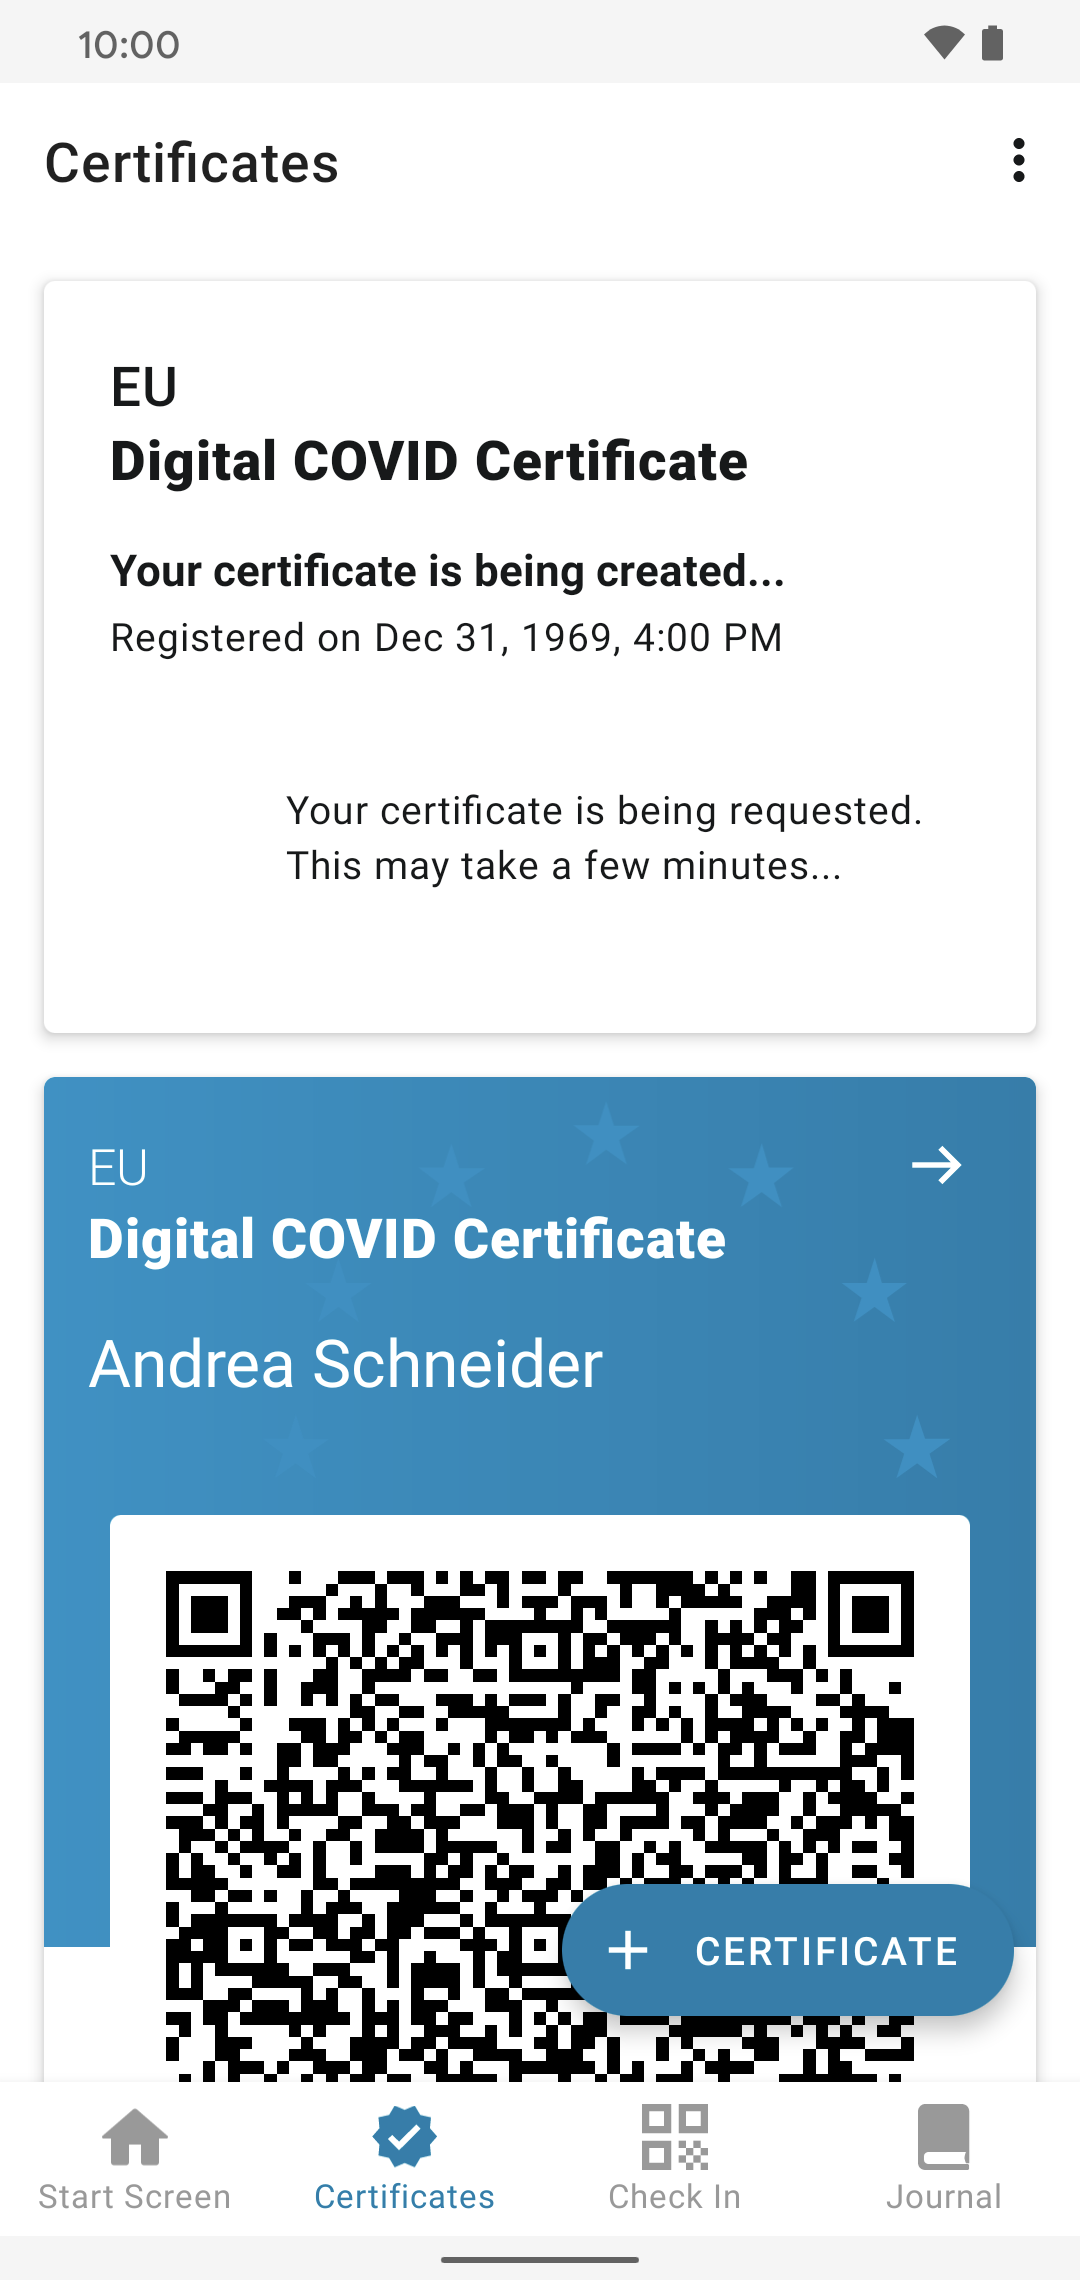 10:00
Certificates
EU
Digital COVID Certificate
Your certificate is being created...
Registered on Dec 31, 1969, 4:00 PM
Your certificate is being requested.
This may take a few minutes...
EU
Digital COVID Certificate
Andrea Schneider
CERTIFICATE
Start Screen
Certificates
Check In
Journal